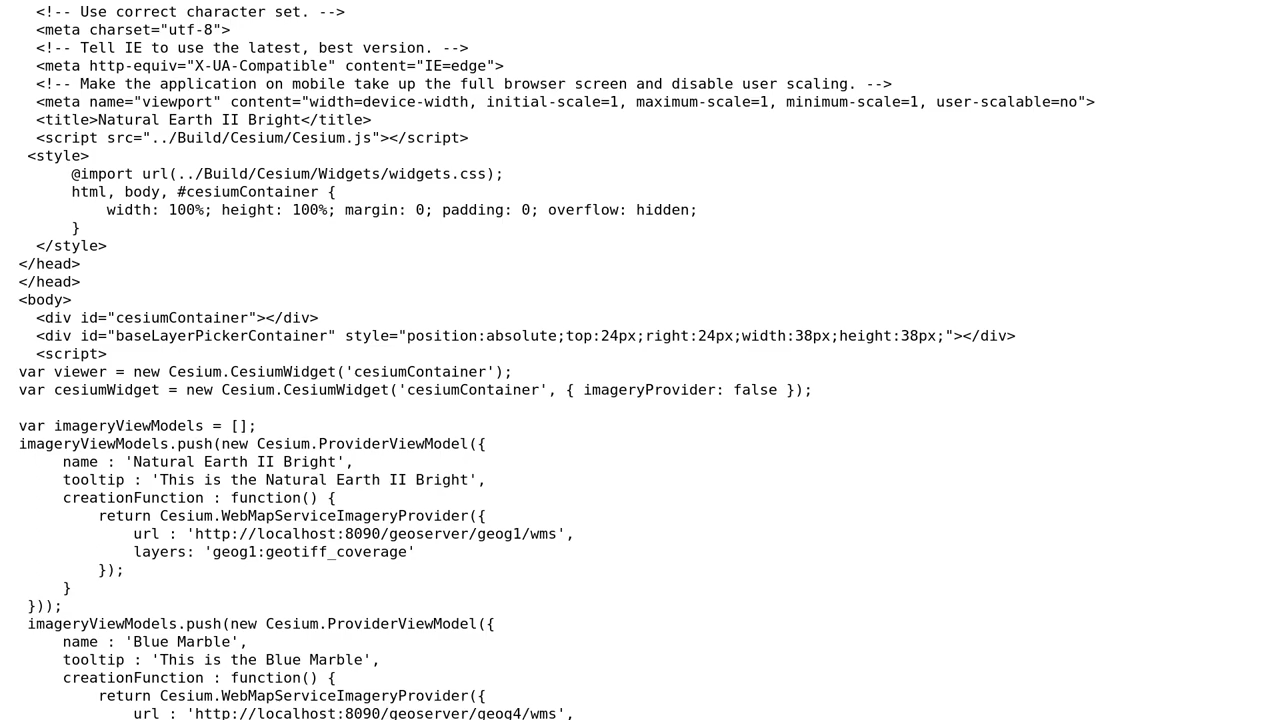 <!-- Use correct character set. -->
<meta charset="utf-8">
<!-- Tell IE to use the latest, best version. -->
<meta http-equiv="X-UA-Compatible" content="IE=edge">
<!-- Make the application on mobile take up the full browser screen and disable user scaling. -->
<meta name="viewport" content="width=device-width, initial-scale=1, maximum-scale=1, minimum-scale=1, user-scalable=no">
<title>Natural Earth II Bright</title>
<script src="../Build/Cesium/Cesium.js"></script>
<style>
@import url(../Build/Cesium/Widgets/widgets.css);
html, body, #cesiumContainer {
width: 100%; height: 100%; margin: 0; padding: 0; overflow: hidden;
}
</style>
</head>
</head>
<body>
<div id="cesiumContainer"></div>
<div id="baseLayerPickerContainer" style="position:absolute;top:24px;right:24px;width:38px;height:38px;"></div>
<script>
var viewer = new Cesium.CesiumWidget('cesiumContainer');
var cesiumWidget = new Cesium.CesiumWidget('cesiumContainer', { imageryProvider: false });
var imageryViewModels = [];
imageryViewModels.push(new Cesium.ProviderViewModel({
name : 'Natural Earth II Bright',
tooltip : 'This is the Natural Earth II Bright',
creationFunction : function() {
return Cesium.WebMapServiceImageryProvider({
url : 'http://localhost:8090/geoserver/geog1/wms',
layers: 'geog1:geotiff_coverage'
});
}
}));
imageryViewModels.push(new Cesium.ProviderViewModel({
name : 'Blue Marble',
tooltip : 'This is the Blue Marble',
creationFunction : function() {
return Cesium.WebMapServiceImageryProvider({
url : 'http://localhost:8090/geoserver/geog4/wms',